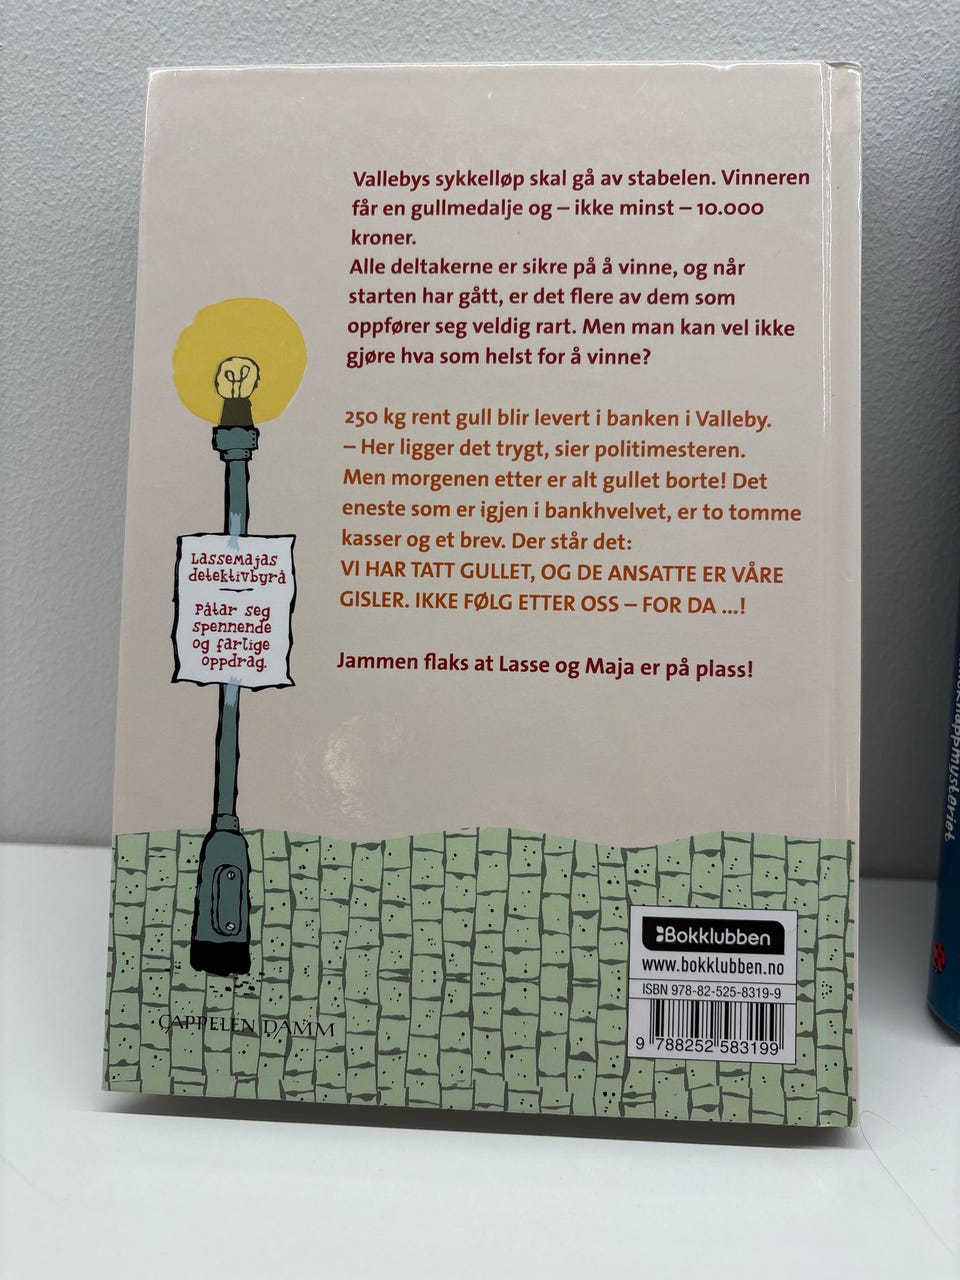 Vallebys sykkelløp skal gå av stabelen. Vinneren
får en gullmedalje og – ikke minst – 10.000
kroner.
Alle deltakerne er sikre på å vinne, og når
starten har gått, er det flere av dem som
oppfører seg veldig rart. Men man kan vel ikke
gjøre hva som helst for å vinne?
250 kg rent gull blir levert i banken i Valleby.
– Her ligger det trygt, sier politimesteren.
Men morgenen etter er alt gullet borte! Det
eneste som er igjen i bankhvelvet, er to tomme
kasser og et brev. Der står det:
VI HAR TATT GULLET, OG DE ANSATTE ER VÅRE
GISLER. IKKE FØLG ETTER OSS – FOR DA ...!
Jammen flaks at Lasse og Maja er på plass!
LasseMajas
detektivbyrå
Påtar seg
spennende
og farlige
oppdrag.
CAPPELEN DAMM
Bokklubben
www.bokklubben.no
ISBN 978-82-525-8319-9
9 788252 583199